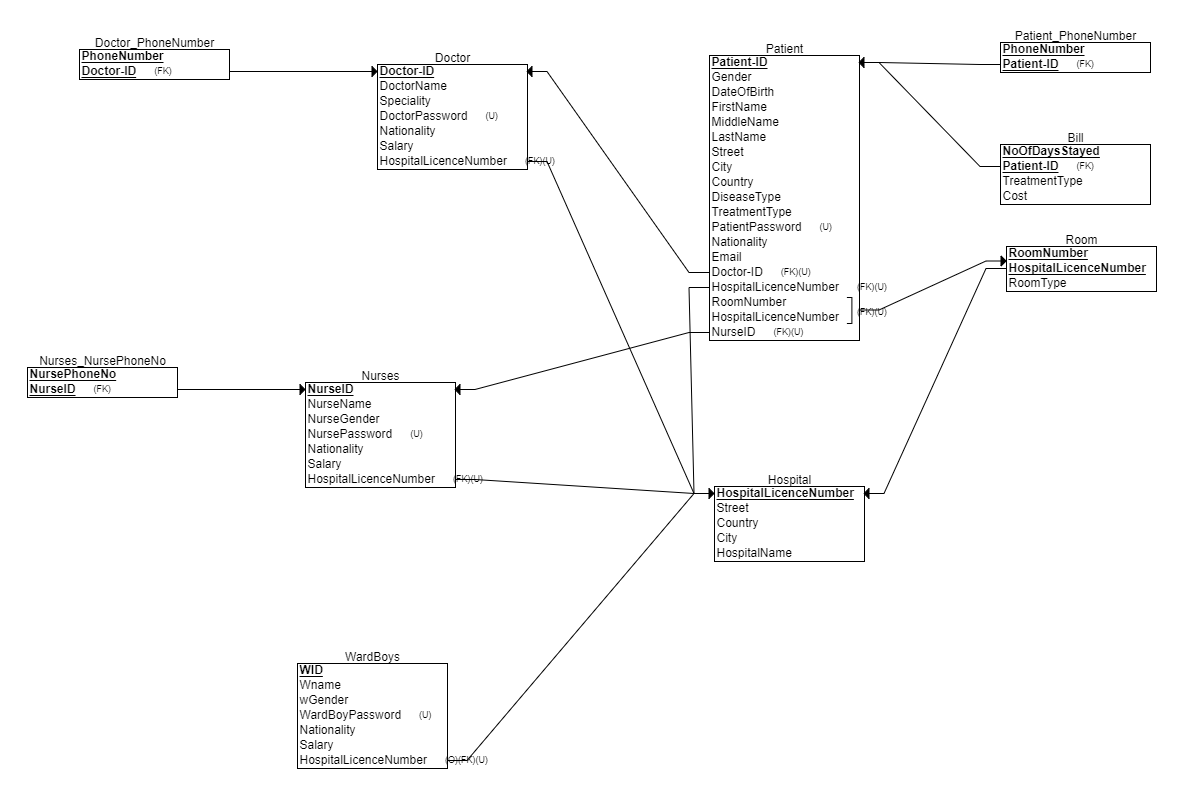 Doctor_PhoneNumber
PhoneNumber
Doctor-ID (FK)
Doctor
Doctor-ID
DoctorName
Speciality
DoctorPassword (U)
Nationality
Salary
HospitalLicenceNumber (FK)(U)
Patient
Patient-ID
Gender
DateOfBirth
FirstName
MiddleName
LastName
Street
City
Country
DiseaseType
TreatmentType
PatientPassword (U)
Nationality
Email
Doctor-ID (FK)(U)
HospitalLicenceNumber (FK)(U)
RoomNumber
HospitalLicenceNumber (FK)(U)
NurseID (FK)(U)
Patient_PhoneNumber
PhoneNumber
Patient-ID (FK)
Bill
NoOfDaysStayed
Patient-ID (FK)
TreatmentType
Cost
Room
RoomNumber
HospitalLicenceNumber
RoomType
Nurses_NursePhoneNo
NursePhoneNo
NurseID (FK)
Nurses
NurseID
NurseName
NurseGender
NursePassword (U)
Nationality
Salary
HospitalLicenceNumber (FK)(U)
Hospital
HospitalLicenceNumber
Street
Country
City
HospitalName
WardBoys
WID
Wname
wGender
WardBoyPassword (U)
Nationality
Salary
HospitalLicenceNumber (O)(FK)(U)